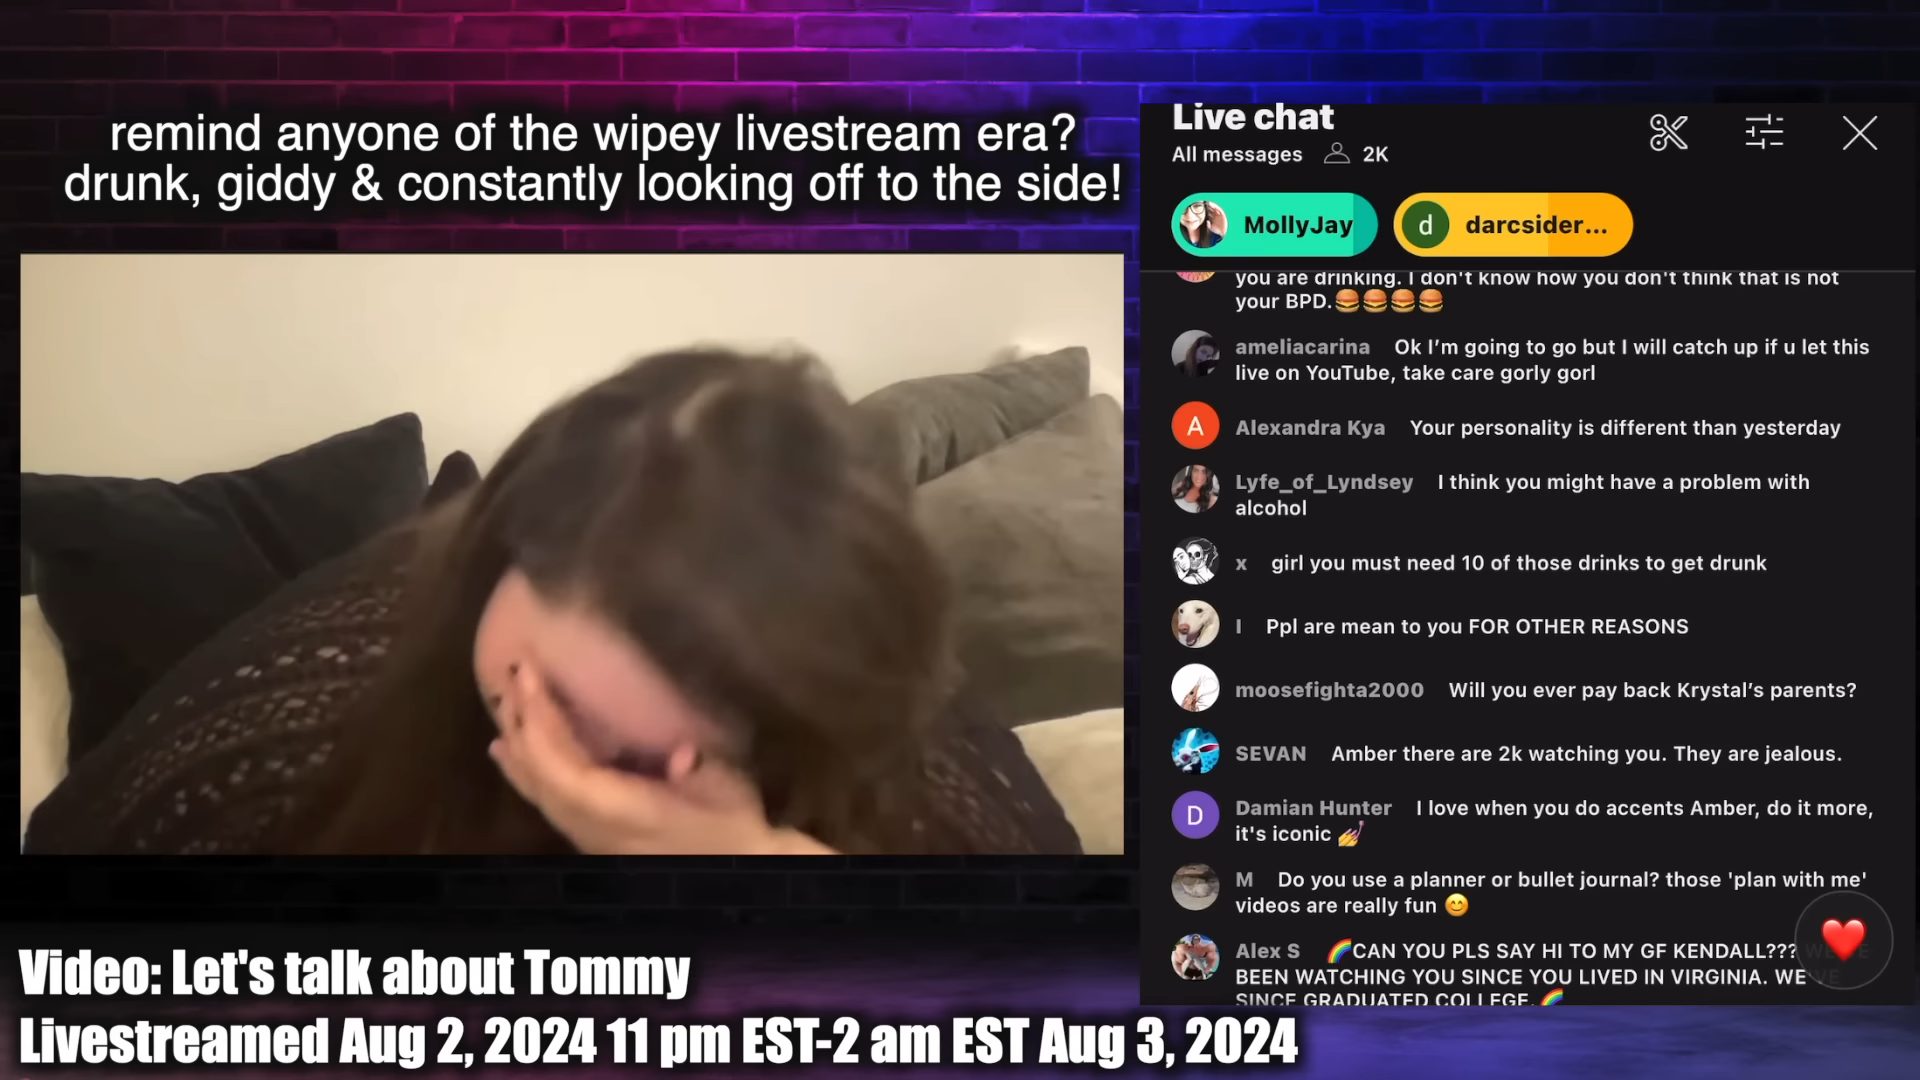 remind anyone of the wipey livestream era?
drunk, giddy & constantly looking off to the side!
Live chat
All messages 2K
MollyJay
d darcsider...
you are drinking. I don't know how you don't think that is not
your BPD.🍔🍔🍔🍔
ameliacarina Ok I'm going to go but I will catch up if u let this
live on YouTube, take care gorly gorl
A Alexandra Kya Your personality is different than yesterday
Lyfe_of_Lyndsey I think you might have a problem with
alcohol
x girl you must need 10 of those drinks to get drunk
I Ppl are mean to you FOR OTHER REASONS
moosefighta2000 Will you ever pay back Krystal's parents?
SEVAN Amber there are 2k watching you. They are jealous.
D Damian Hunter I love when you do accents Amber, do it more,
it's iconic 💅
M Do you use a planner or bullet journal? those 'plan with me'
videos are really fun 😊
Alex S 🌈CAN YOU PLS SAY HI TO MY GF KENDALL??? WE'VE
BEEN WATCHING YOU SINCE YOU LIVED IN VIRGINIA. WE'VE
SINCE GRADUATED COLLEGE. 🌈
Video: Let's talk about Tommy
Livestreamed Aug 2, 2024 11 pm EST-2 am EST Aug 3, 2024